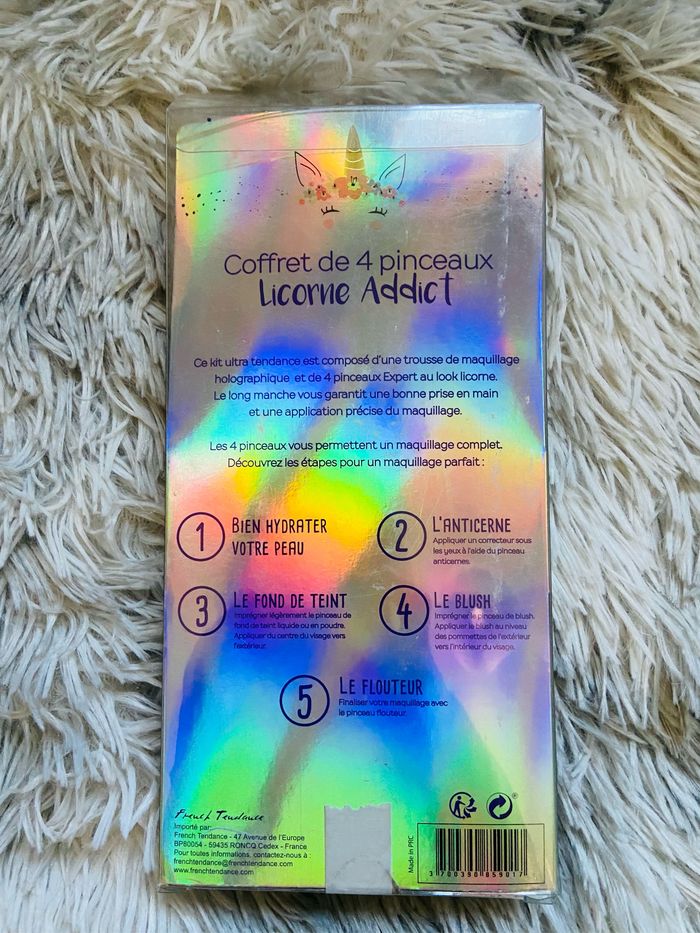 Coffret de 4 pinceaux
Licorne Addict
Ce kit ultra tendance est composé d'une trousse de maquillage
holographique et de 4 pinceaux Expert au look licorne.
Le long manche vous garantit une bonne prise en main
et une application précise du maquillage.
Les 4 pinceaux vous permettent un maquillage complet.
Découvrez les étapes pour un maquillage parfait :
1 BIEN HYDRATER
VOTRE PEAU
2 L'ANTICERNE
Appliquer un correcteur sous
les yeux à l'aide du pinceau
anticernes.
3 LE FOND DE TEINT
Imprégner légèrement le pinceau de
fond de teint liquide ou en poudre.
Appliquer du centre du visage vers
l'extérieur.
4 LE BLUSH
Imprégner le pinceau de blush.
Appliquer le blush au niveau
des pommettes de l'extérieur
vers l'intérieur du visage.
5 LE FLOUTEUR
Finaliser votre maquillage avec
le pinceau flouteur.
French Tendance
Importé par:
French Tendance - 47 Avenue de l'Europe
BP80054 - 59435 RONCQ Cedex - France
Pour toutes informations, contactez-nous à :
frenchtendance@frenchtendance.com
www.frenchtendance.com
Made in PRC
3 700390 859017